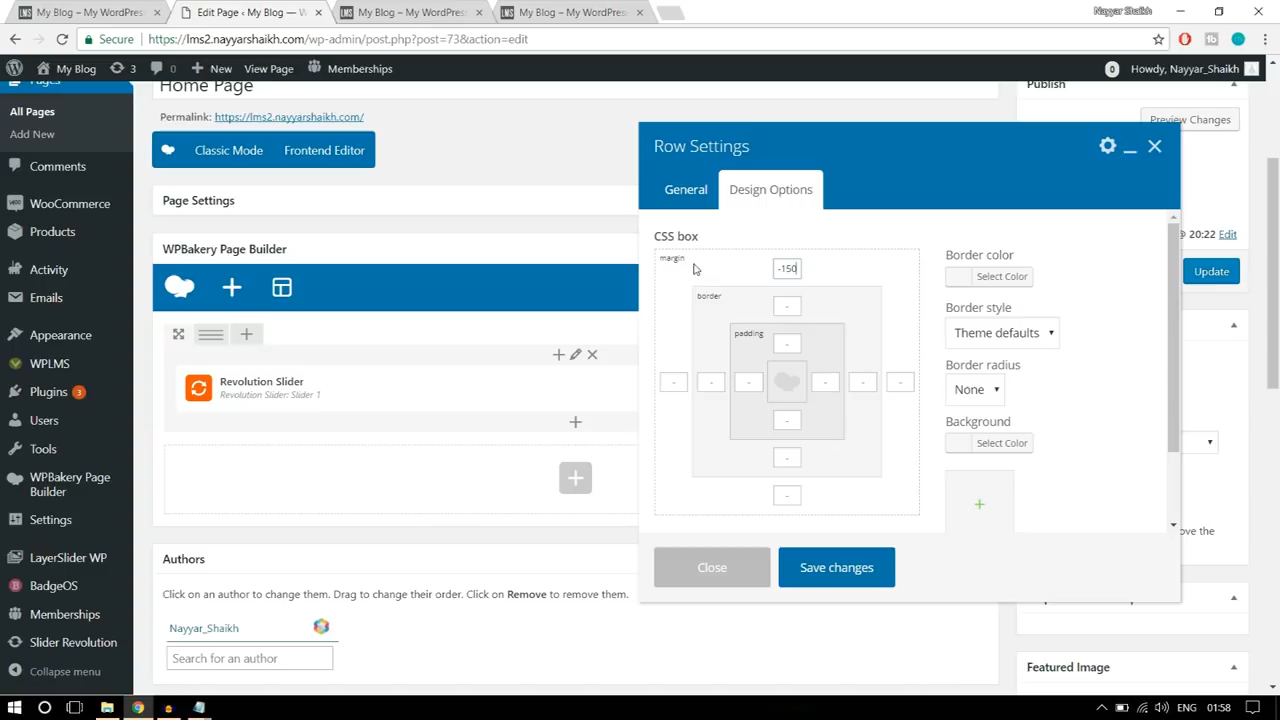 My Blog – My WordPres
Edit Page ‹ My Blog — W
My Blog – My WordPres
My Blog – My WordPres
Nayyar Shaikh
Secure
https://lms2.nayyarshaikh.com/wp-admin/post.php?post=73&action=edit
My Blog
3
0
New
View Page
Memberships
0
Howdy, Nayyar_Shaikh
Pages
All Pages
Add New
Comments
WooCommerce
Products
Activity
Emails
Appearance
WPLMS
Plugins 3
Users
Tools
WPBakery Page
Builder
Settings
LayerSlider WP
BadgeOS
Memberships
Slider Revolution
Collapse menu
Home Page
Permalink: https://lms2.nayyarshaikh.com/
Classic Mode
Frontend Editor
Page Settings
WPBakery Page Builder
Revolution Slider
Revolution Slider: Slider 1
Authors
Click on an author to change them. Drag to change their order. Click on Remove to remove them.
Nayyar_Shaikh
Search for an author
Row Settings
General
Design Options
CSS box
margin
-150
border
-
padding
-
- - - - - -
-
-
-
Border color
Select Color
Border style
Theme defaults
Border radius
None
Background
Select Color
Close
Save changes
Publish
Preview Changes
@ 20:22 Edit
Update
ove the
Featured Image
ENG
01:58